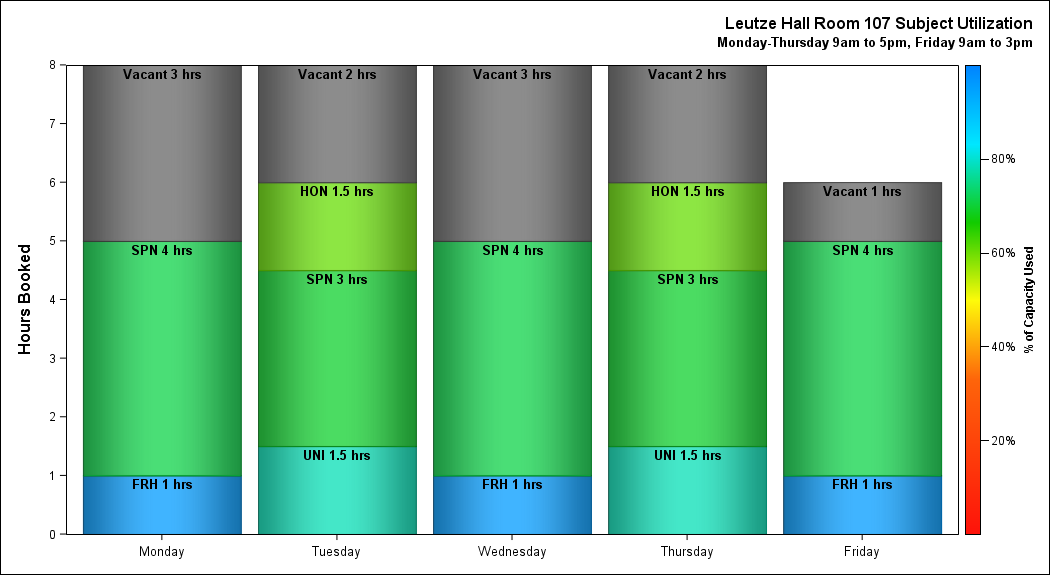 Leutze Hall Room 107 Subject Utilization
Monday-Thursday 9am to 5pm, Friday 9am to 3pm
Hours Booked
8
7
6
5
4
3
2
1
0
Vacant 3 hrs
SPN 4 hrs
FRH 1 hrs
Vacant 2 hrs
HON 1.5 hrs
SPN 3 hrs
UNI 1.5 hrs
Vacant 3 hrs
SPN 4 hrs
FRH 1 hrs
Vacant 2 hrs
HON 1.5 hrs
SPN 3 hrs
UNI 1.5 hrs
Vacant 1 hrs
SPN 4 hrs
FRH 1 hrs
Monday
Tuesday
Wednesday
Thursday
Friday
80%
60%
40%
20%
% of Capacity Used